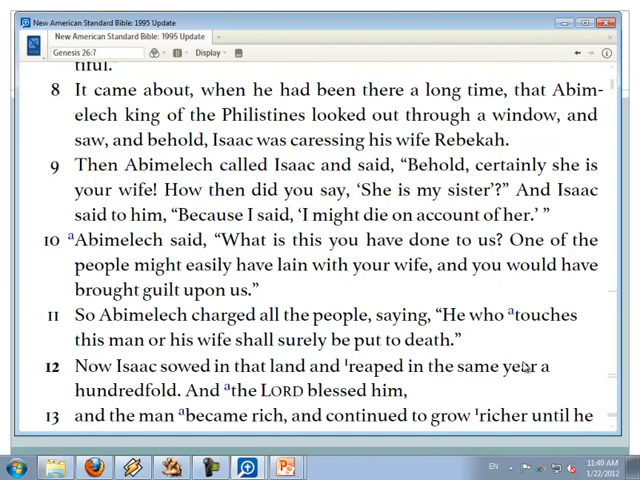 New American Standard Bible: 1995 Update
New American Standard Bible: 1995 Update
Genesis 26:7
Display
tiful.”
8 It came about, when he had been there a long time, that Abim-
elech king of the Philistines looked out through a window, and
saw, and behold, Isaac was caressing his wife Rebekah.
9 Then Abimelech called Isaac and said, “Behold, certainly she is
your wife! How then did you say, ‘She is my sister’?” And Isaac
said to him, “Because I said, ‘I might die on account of her.’ ”
10 aAbimelech said, “What is this you have done to us? One of the
people might easily have lain with your wife, and you would have
brought guilt upon us.”
11 So Abimelech charged all the people, saying, “He who atouches
this man or his wife shall surely be put to death.”
12 Now Isaac sowed in that land and 1reaped in the same year a
hundredfold. And athe LORD blessed him,
13 and the man abecame rich, and continued to grow 1richer until he
EN
11:40 AM
1/22/2012